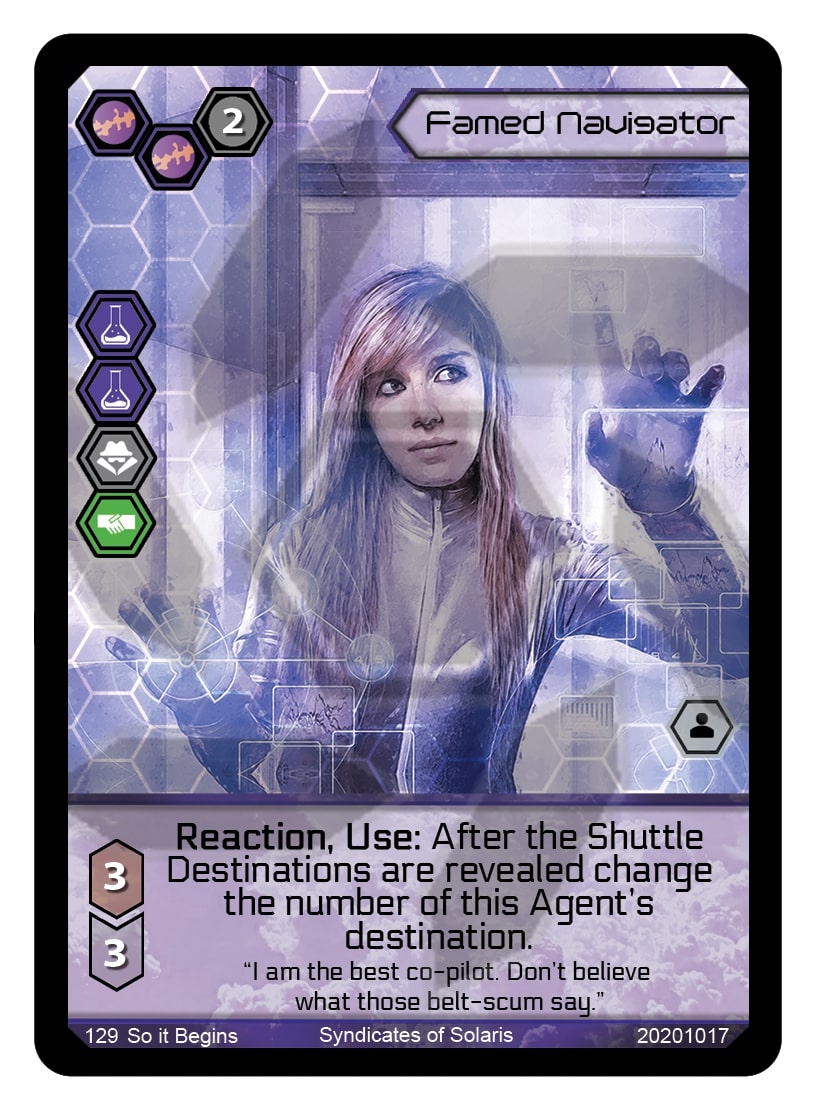 2
Famed Navigator
4.5
3
3
Reaction, Use: After the Shuttle
Destinations are revealed change
the number of this Agent's
destination.
"I am the best co-pilot. Don't believe
what those belt-scum say."
129 So it Begins
Syndicates of Solaris
20201017